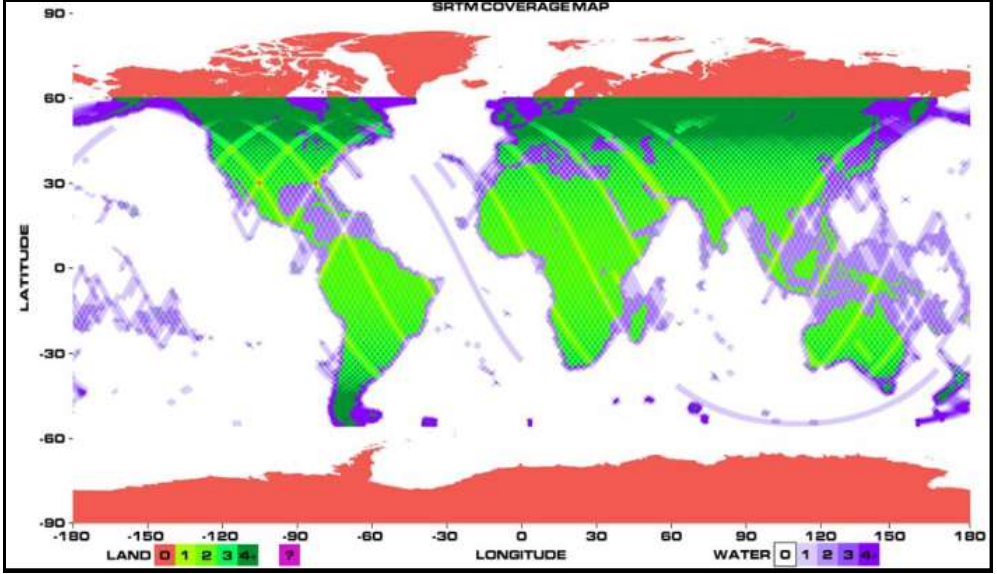 SRTM COVERAGE MAP
90
60
30
0
-30
-60
-90
LATITUDE
-180 -150 -120 -90 -60 -30 0 30 60 90 120 150 180
LAND 0 1 2 3 4+ ? LONGITUDE WATER 0 1 2 3 4+